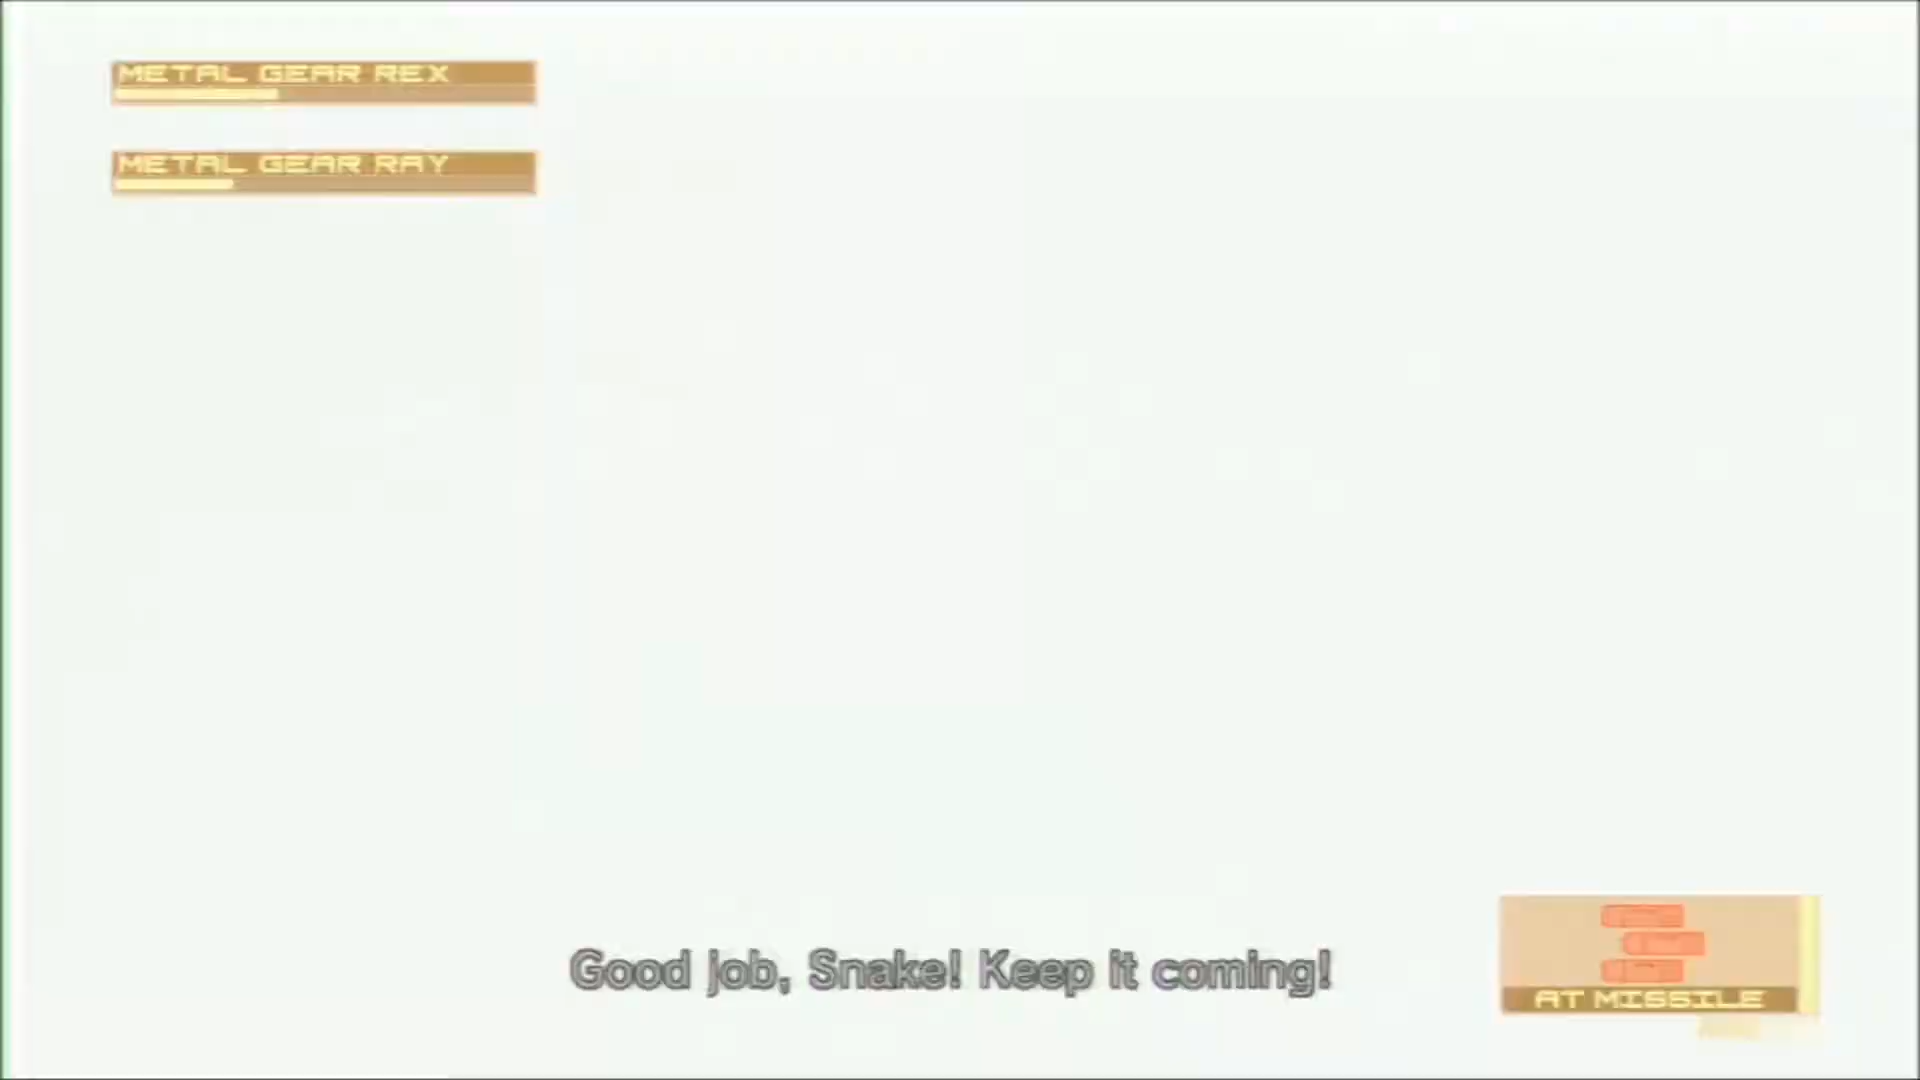 METAL GEAR REX
METAL GEAR RAY
Good job, Snake! Keep it coming!
AT MISSILE